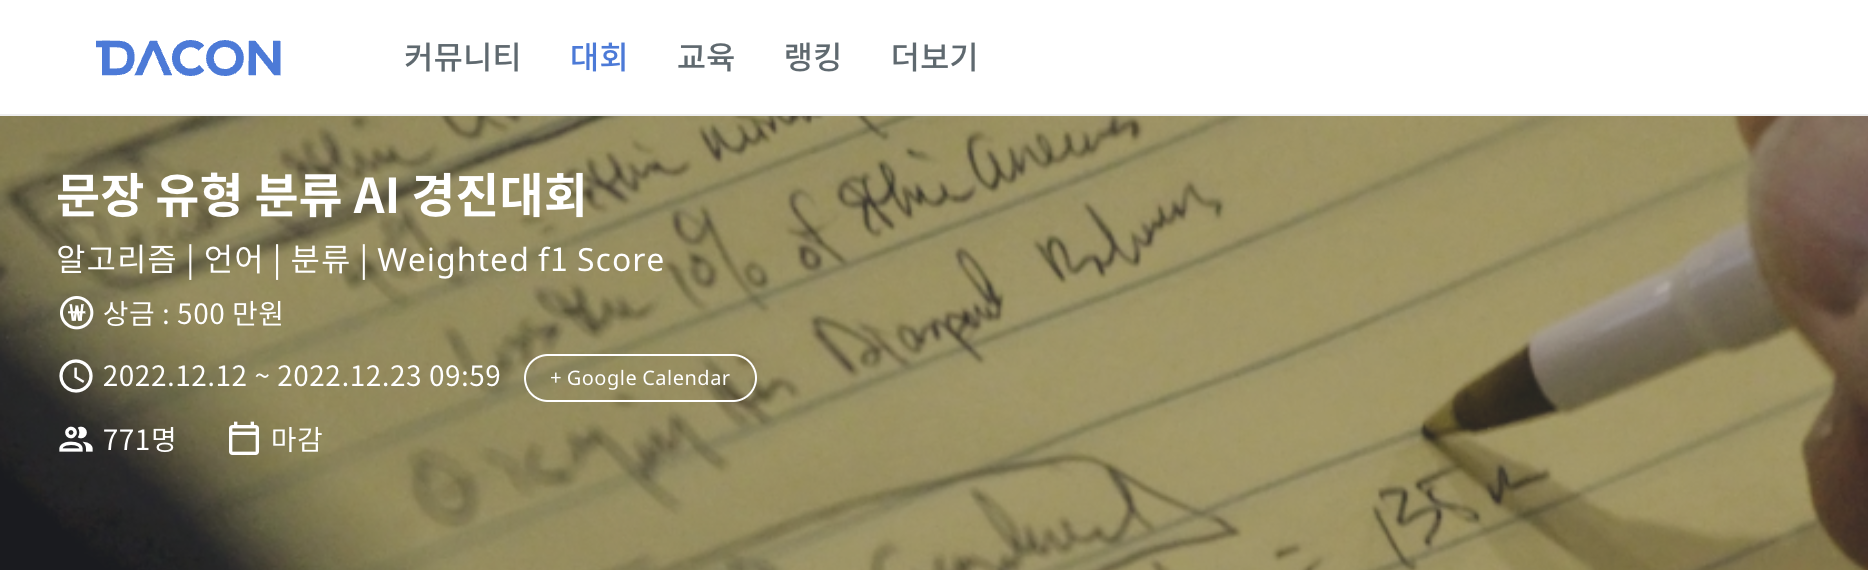 DACON 커뮤니티 대회 교육 랭킹 더보기
문장 유형 분류 AI 경진대회
알고리즘 | 언어 | 분류 | Weighted f1 Score
₩ 상금 : 500 만원
2022.12.12 ~ 2022.12.23 09:59 + Google Calendar
771명 마감
10% of
135